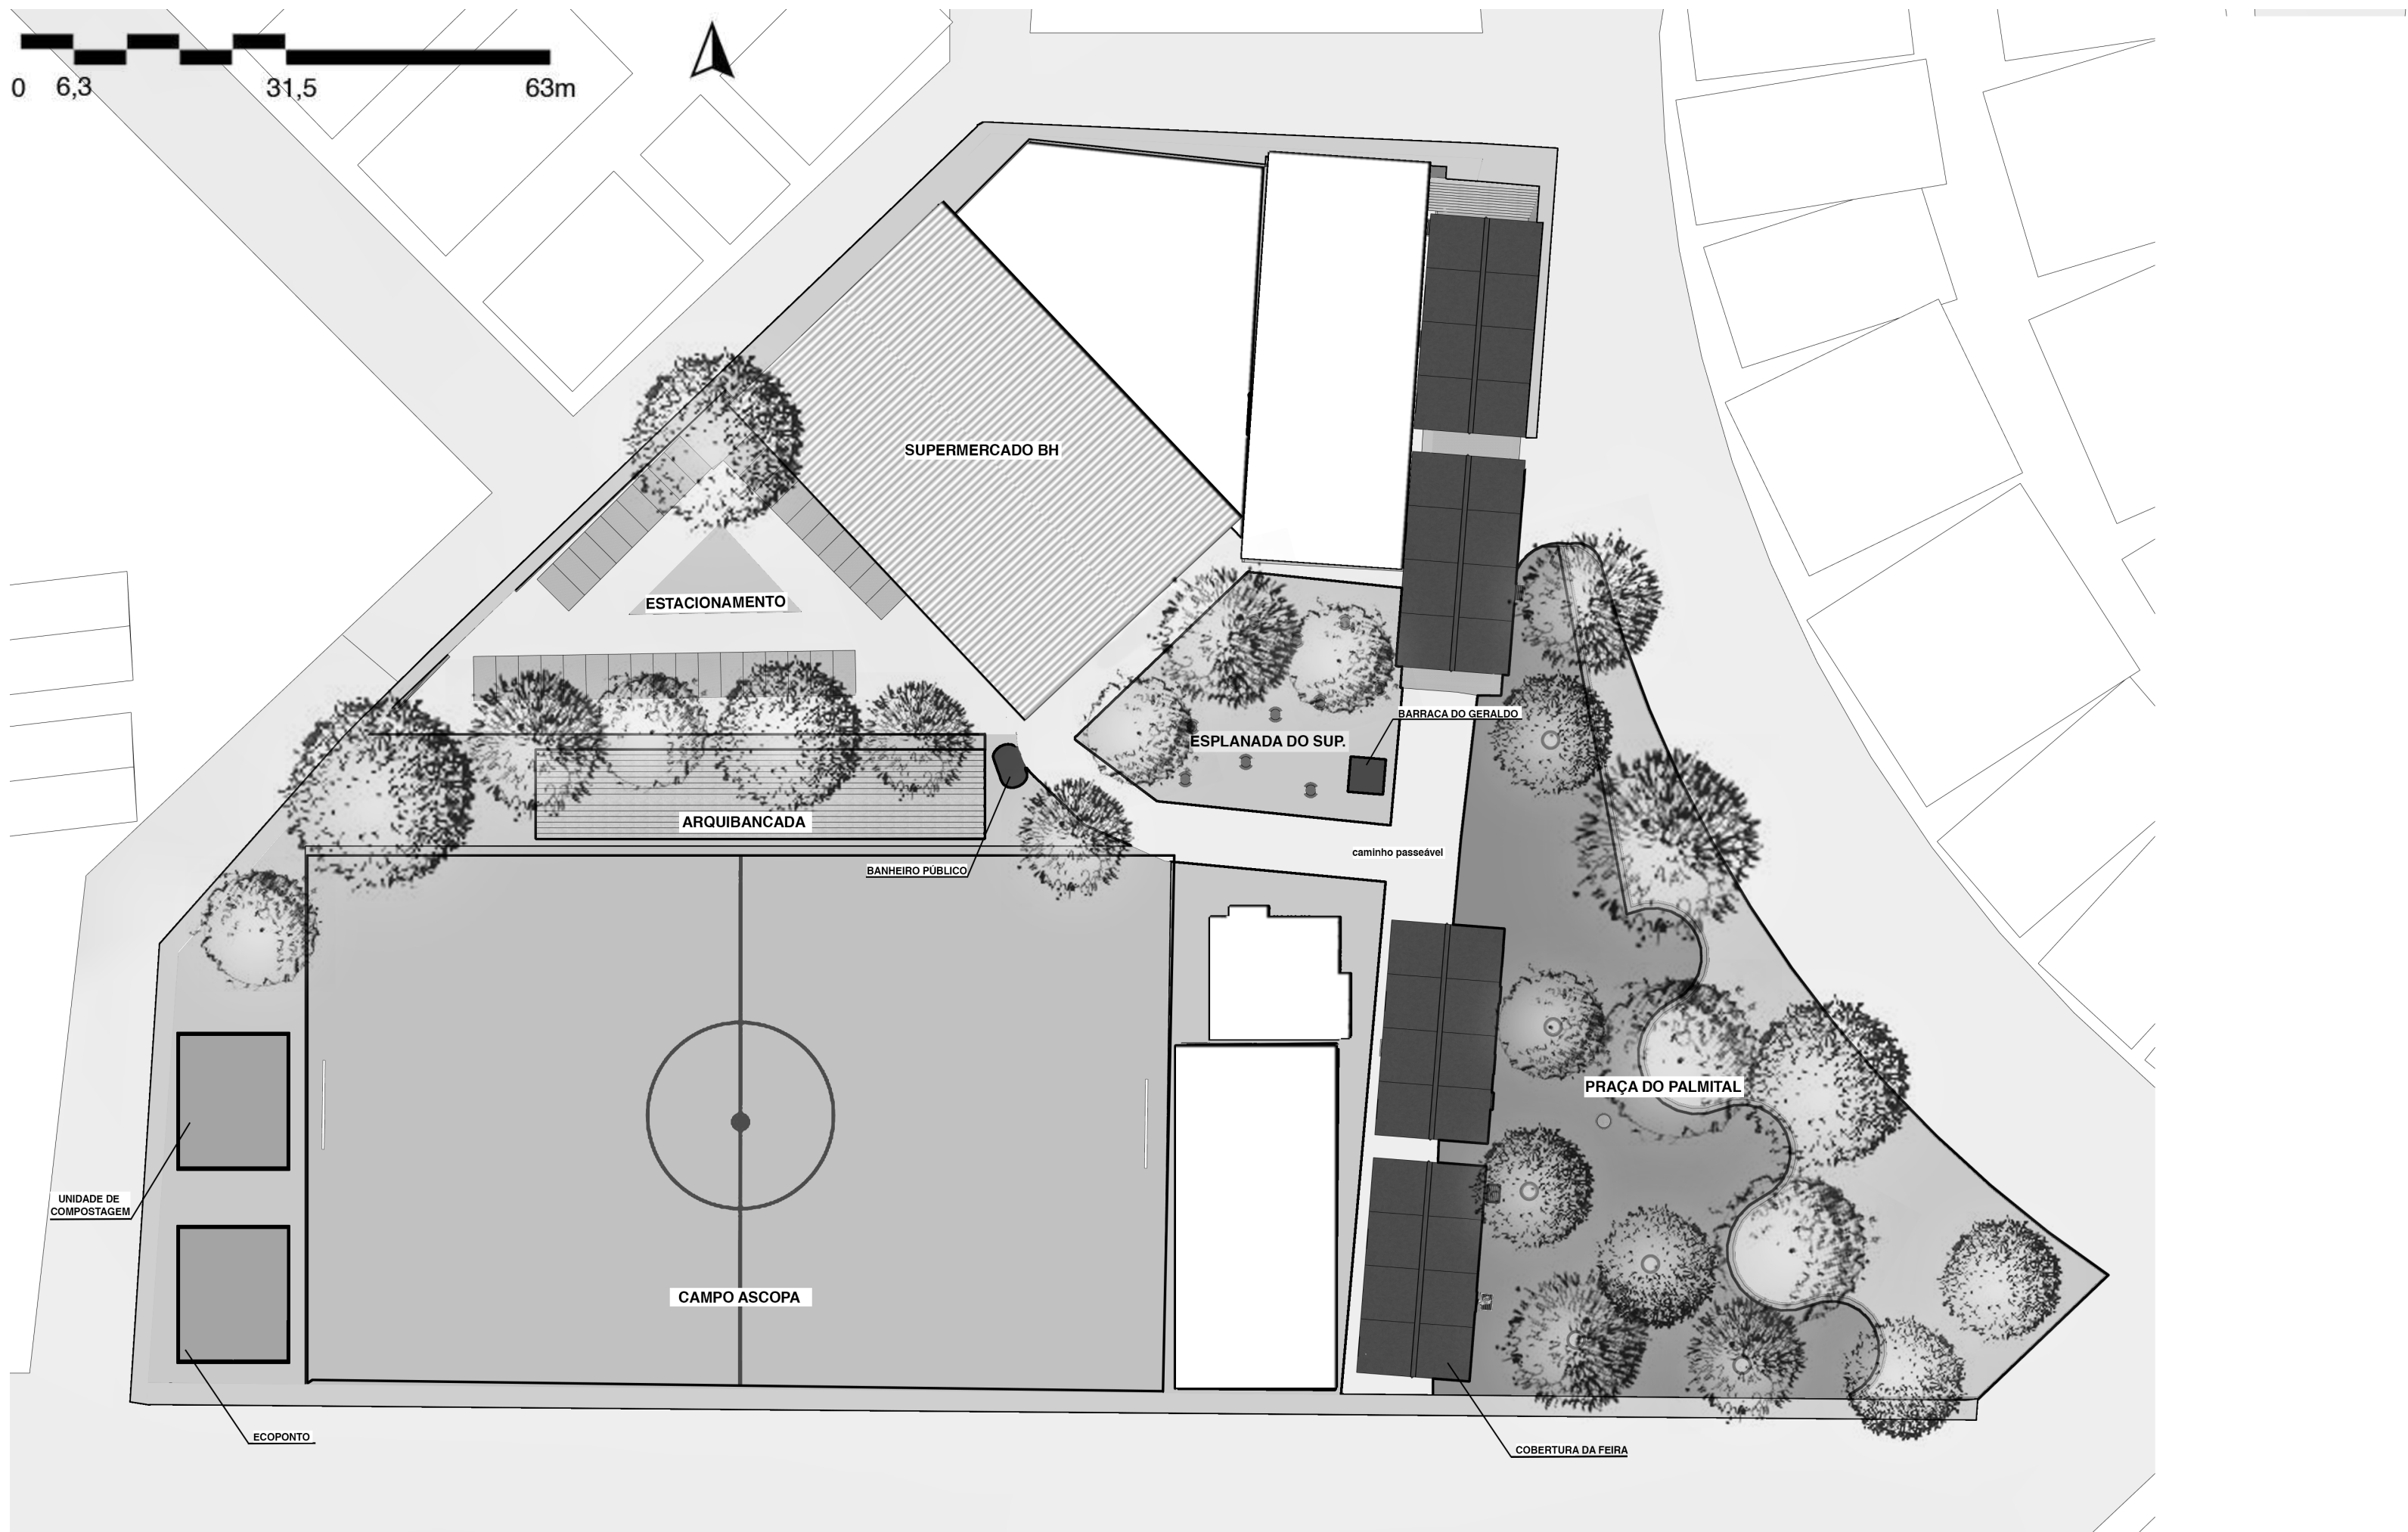 0 6,3 31,5 63m
SUPERMERCADO BH
ESTACIONAMENTO
BARRACA DO GERALDO
ESPLANADA DO SUP.
ARQUIBANCADA
caminho passeável
BANHEIRO PÚBLICO
PRAÇA DO PALMITAL
UNIDADE DE
COMPOSTAGEM
CAMPO ASCOPA
ECOPONTO
COBERTURA DA FEIRA